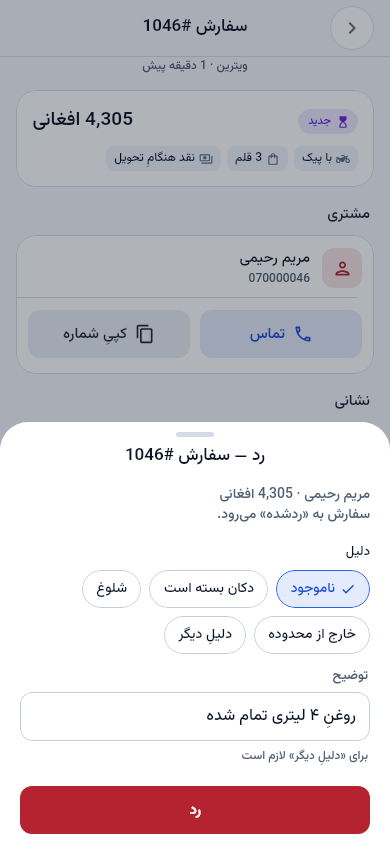 سفارش #1046
ویترین · 1 دقیقه پیش
جدید
4,305 افغانی
با پیک
3 قلم
نقد هنگامِ تحویل
مشتری
مریم رحیمی
070000046
تماس
کپیِ شماره
نشانی
رد — سفارش #1046
مریم رحیمی · 4,305 افغانی
سفارش به «ردشده» می‌رود.
دلیل
ناموجود
دکان بسته است
شلوغ
خارج از محدوده
دلیلِ دیگر
توضیح
روغنِ ۴ لیتری تمام شده
برای «دلیلِ دیگر» لازم است
رد